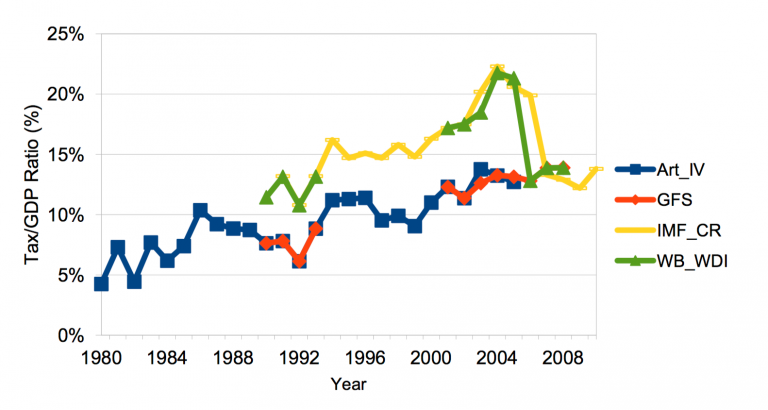 25%
20%
15%
10%
5%
0%
Tax/GDP Ratio (%)
1980 1984 1988 1992 1996 2000 2004 2008
Year
Art_IV
GFS
IMF_CR
WB_WDI